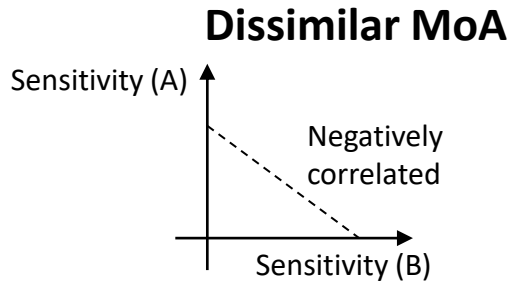 Dissimilar MoA
Sensitivity (A)
Negatively
correlated
Sensitivity (B)